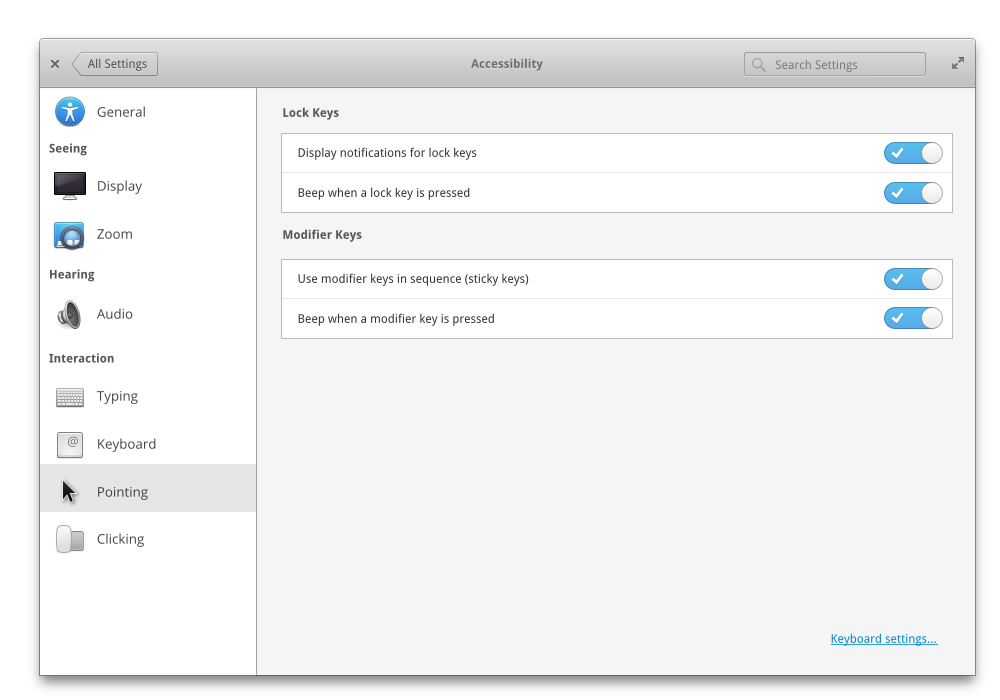 All Settings
Accessibility
Search Settings
General
Seeing
Display
Zoom
Hearing
Audio
Interaction
Typing
@
Keyboard
Pointing
Clicking
Lock Keys
Display notifications for lock keys
Beep when a lock key is pressed
Modifier Keys
Use modifier keys in sequence (sticky keys)
Beep when a modifier key is pressed
Keyboard settings...